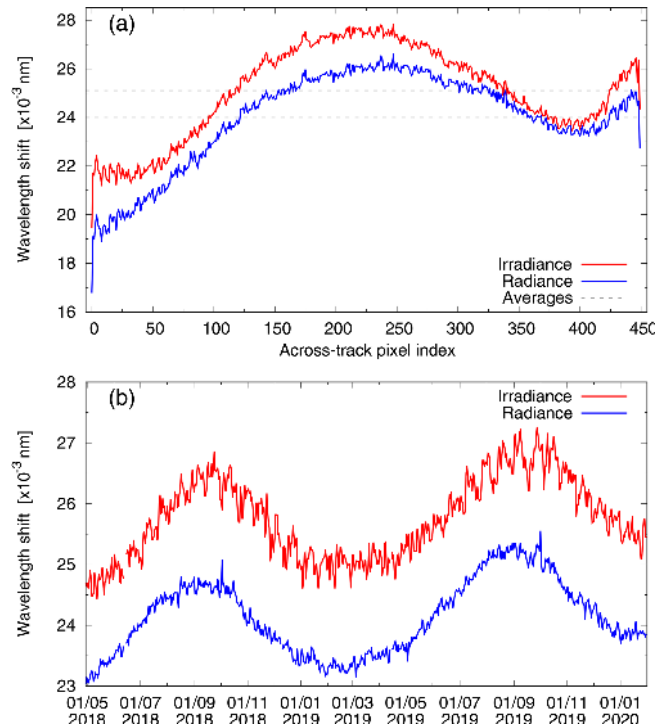 (a)
28
26
24
22
20
18
16
Wavelength shift [x10⁻³ nm]
Irradiance
Radiance
Averages
0 50 100 150 200 250 300 350 400 450
Across-track pixel index
(b)
28
27
26
25
24
23
Wavelength shift [x10⁻³ nm]
Irradiance
Radiance
01/05 01/07 01/09 01/11 01/01 01/03 01/05 01/07 01/09 01/11 01/01
2018 2018 2018 2018 2019 2019 2019 2019 2019 2019 2020